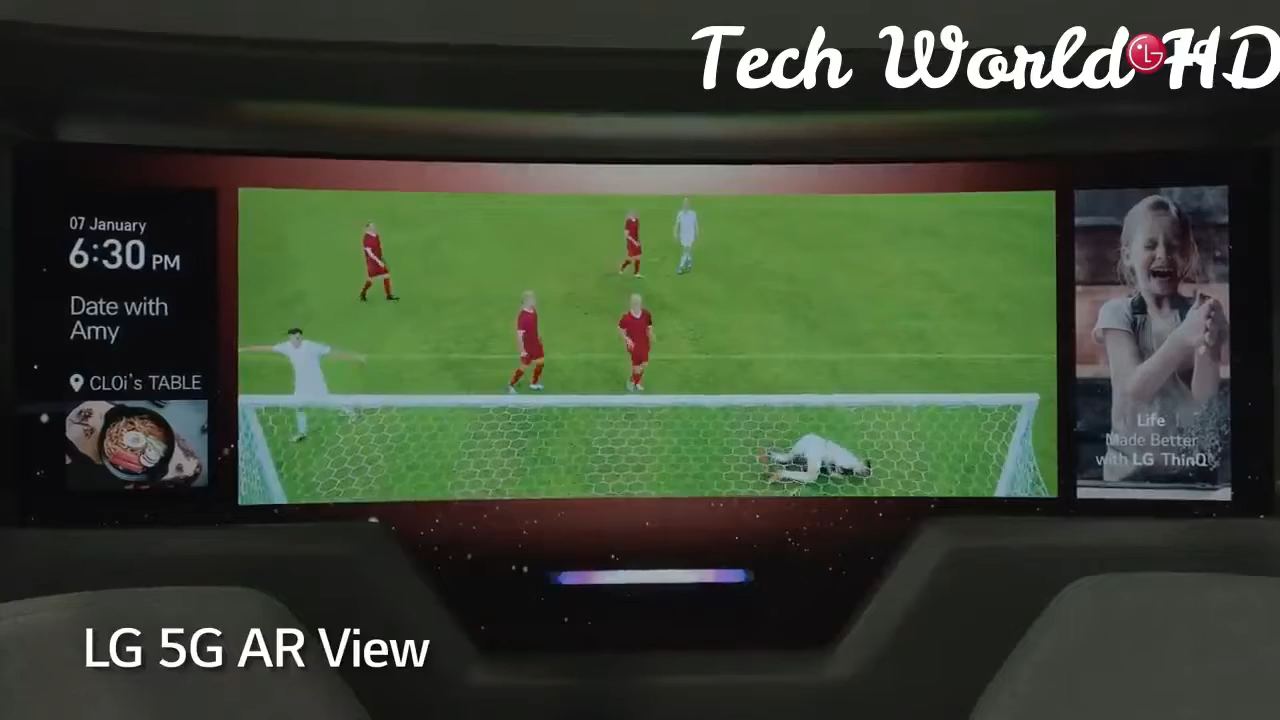 Tech World HD
07 January
6:30 PM
Date with
Amy
CLOi's TABLE
Life
Made Better
with LG ThinQ
LG 5G AR View